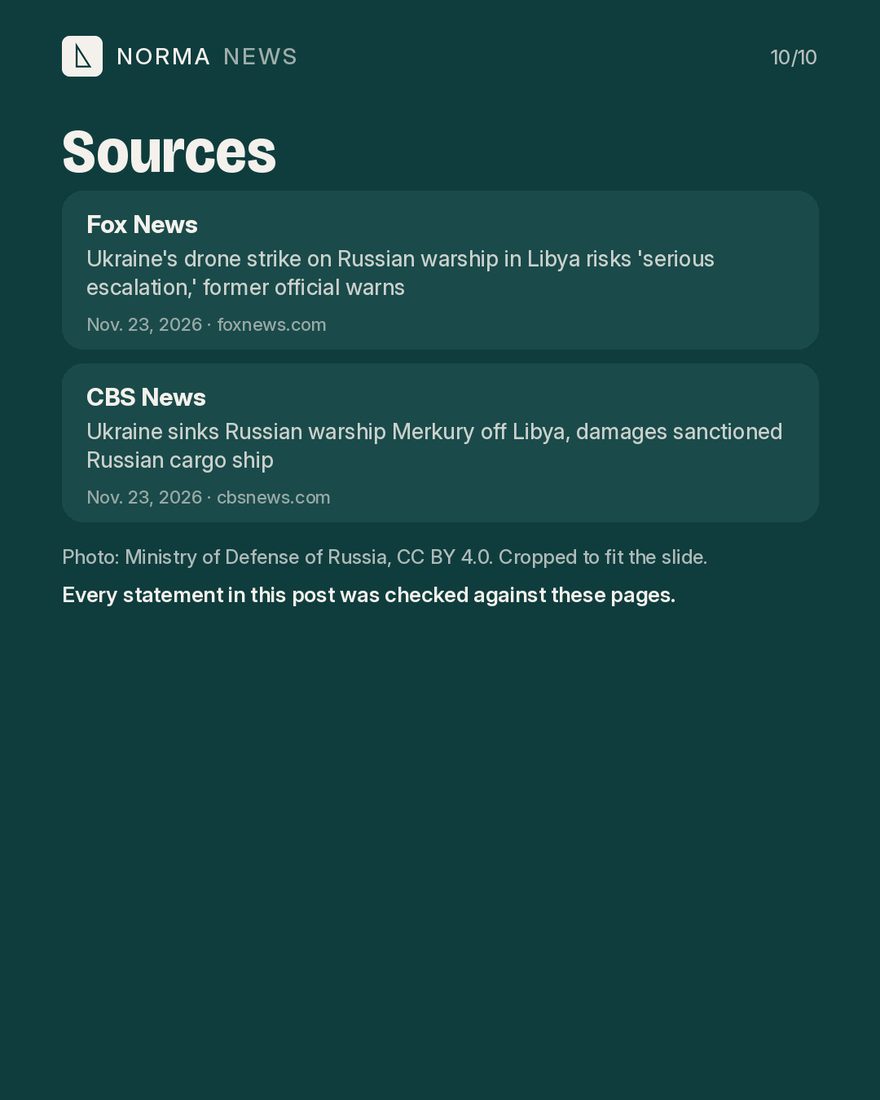 NORMA NEWS
10/10
Sources
Fox News
Ukraine's drone strike on Russian warship in Libya risks 'serious
escalation,' former official warns
Nov. 23, 2026 · foxnews.com
CBS News
Ukraine sinks Russian warship Merkury off Libya, damages sanctioned
Russian cargo ship
Nov. 23, 2026 · cbsnews.com
Photo: Ministry of Defense of Russia, CC BY 4.0. Cropped to fit the slide.
Every statement in this post was checked against these pages.